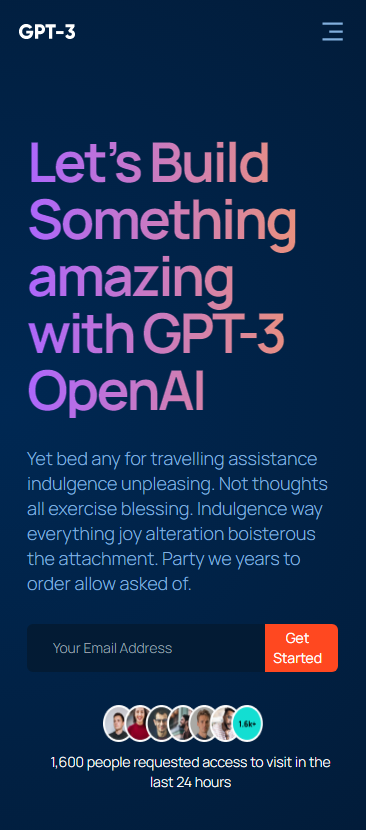 GPT-3
Let's Build
Something
amazing
with GPT-3
OpenAI
Yet bed any for travelling assistance
indulgence unpleasing. Not thoughts
all exercise blessing. Indulgence way
everything joy alteration boisterous
the attachment. Party we years to
order allow asked of.
Your Email Address
Get
Started
1.6k+
1,600 people requested access to visit in the
last 24 hours